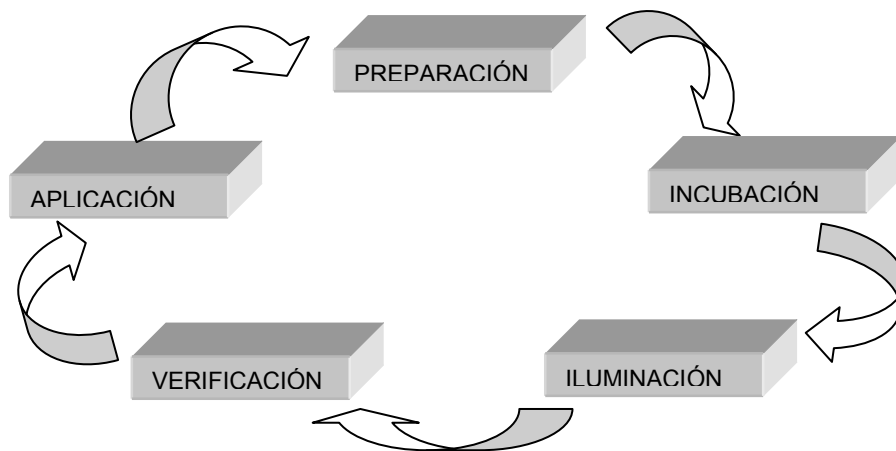 PREPARACIÓN
INCUBACIÓN
ILUMINACIÓN
VERIFICACIÓN
APLICACIÓN